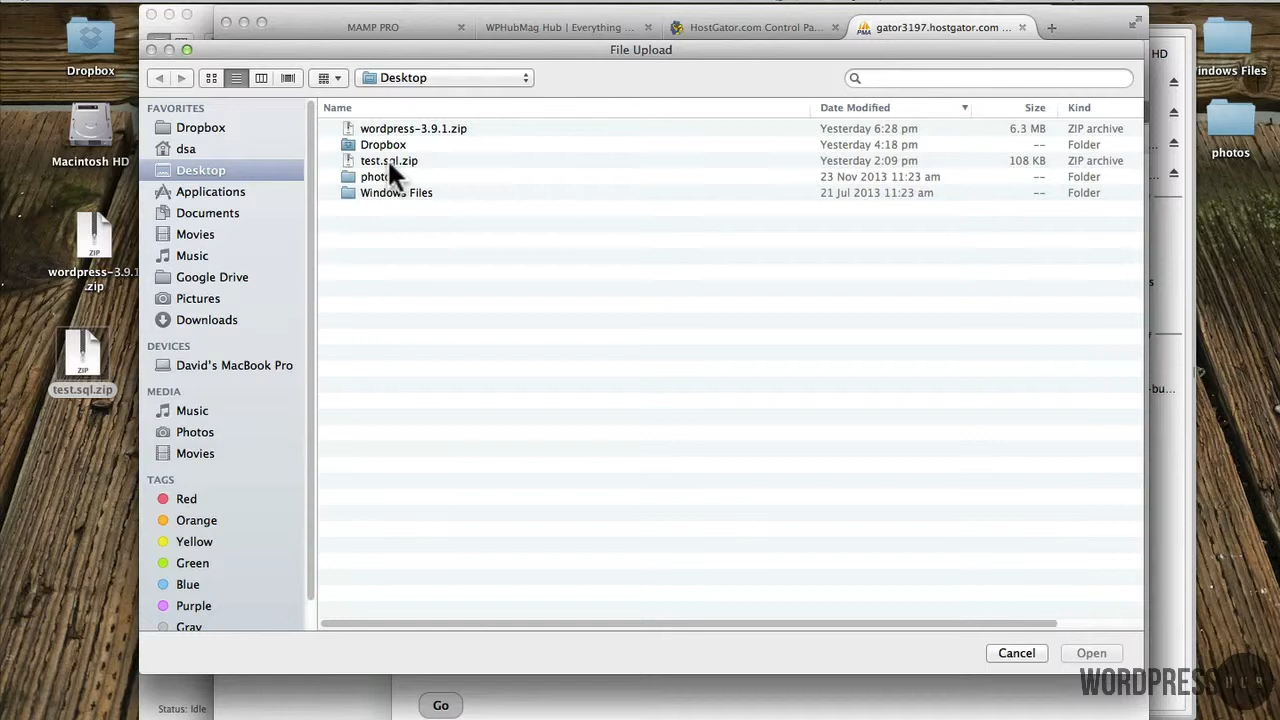 MAMP PRO
WPHubMag Hub | Everything ...
HostGator.com Control Pa...
gator3197.hostgator.com ...
File Upload
Desktop
Name
Date Modified
Size
Kind
wordpress-3.9.1.zip
Yesterday 6:28 pm
6.3 MB
ZIP archive
Dropbox
Yesterday 4:18 pm
--
Folder
test.sql.zip
Yesterday 2:09 pm
108 KB
ZIP archive
23 Nov 2013 11:23 am
--
Folder
Windows Files
21 Jul 2013 11:23 am
--
Folder
FAVORITES
Dropbox
dsa
Desktop
Applications
Documents
Movies
Music
Google Drive
Pictures
Downloads
DEVICES
David's MacBook Pro
MEDIA
Music
Photos
Movies
TAGS
Red
Orange
Yellow
Green
Blue
Purple
Gray
Cancel
Open
Go
Status: Idle
Dropbox
Macintosh HD
ZIP
wordpress-3.9.1
.zip
ZIP
test.sql.zip
HD
indows Files
photos
-bu...
WORDPRESS